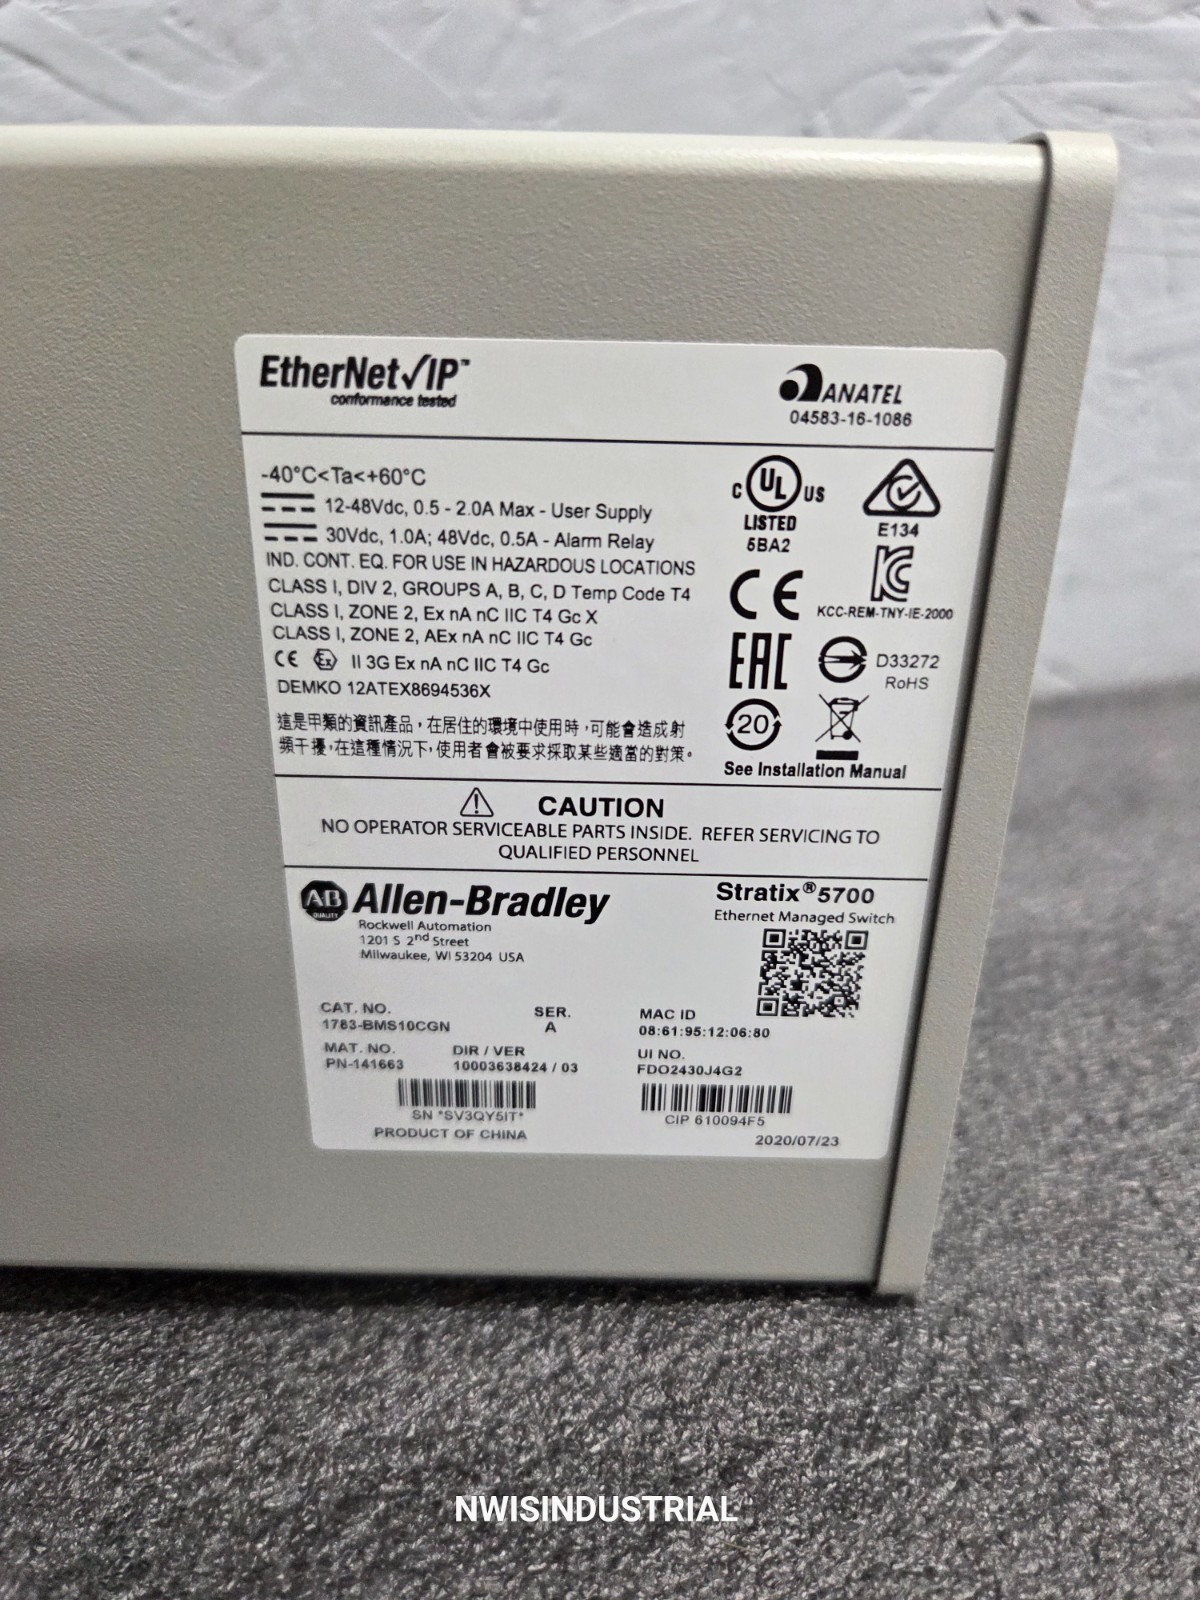 EtherNet✓IP™
conformance tested
ANATEL
04583-16-1086
-40°C<Ta<+60°C
12-48Vdc, 0.5 - 2.0A Max - User Supply
30Vdc, 1.0A; 48Vdc, 0.5A - Alarm Relay
IND. CONT. EQ. FOR USE IN HAZARDOUS LOCATIONS
CLASS I, DIV 2, GROUPS A, B, C, D Temp Code T4
CLASS I, ZONE 2, Ex nA nC IIC T4 Gc X
CLASS I, ZONE 2, AEx nA nC IIC T4 Gc
CE Ex II 3G Ex nA nC IIC T4 Gc
DEMKO 12ATEX8694536X
這是甲類的資訊產品，在居住的環境中使用時，可能會造成射
頻干擾，在這種情況下，使用者會被要求採取某些適當的對策。
C UL US
LISTED
5BA2
E134
CE
KC
KCC-REM-TNY-IE-2000
EAC
D33272
RoHS
20
See Installation Manual
CAUTION
NO OPERATOR SERVICEABLE PARTS INSIDE. REFER SERVICING TO
QUALIFIED PERSONNEL
AB QUALITY Allen-Bradley
Rockwell Automation
1201 S 2nd Street
Milwaukee, WI 53204 USA
Stratix® 5700
Ethernet Managed Switch
CAT. NO. SER.
1783-BMS10CGN A
MAC ID
08:61:95:12:06:80
MAT. NO. DIR / VER
PN-141663 10003638424 / 03
UI NO.
FDO2430J4G2
SN *SV3QY5IT*
CIP 610094F5
PRODUCT OF CHINA
2020/07/23
NWISINDUSTRIAL